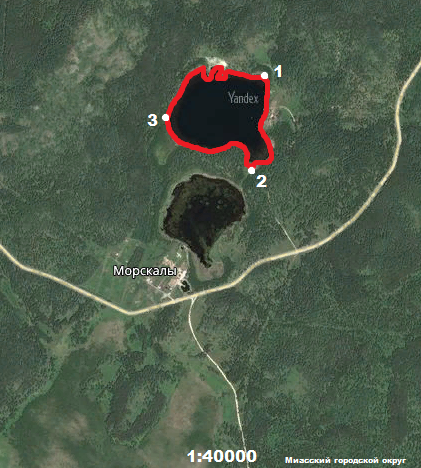 1
Yandex
3
2
Морскалы
1:40000
Миасский городской округ